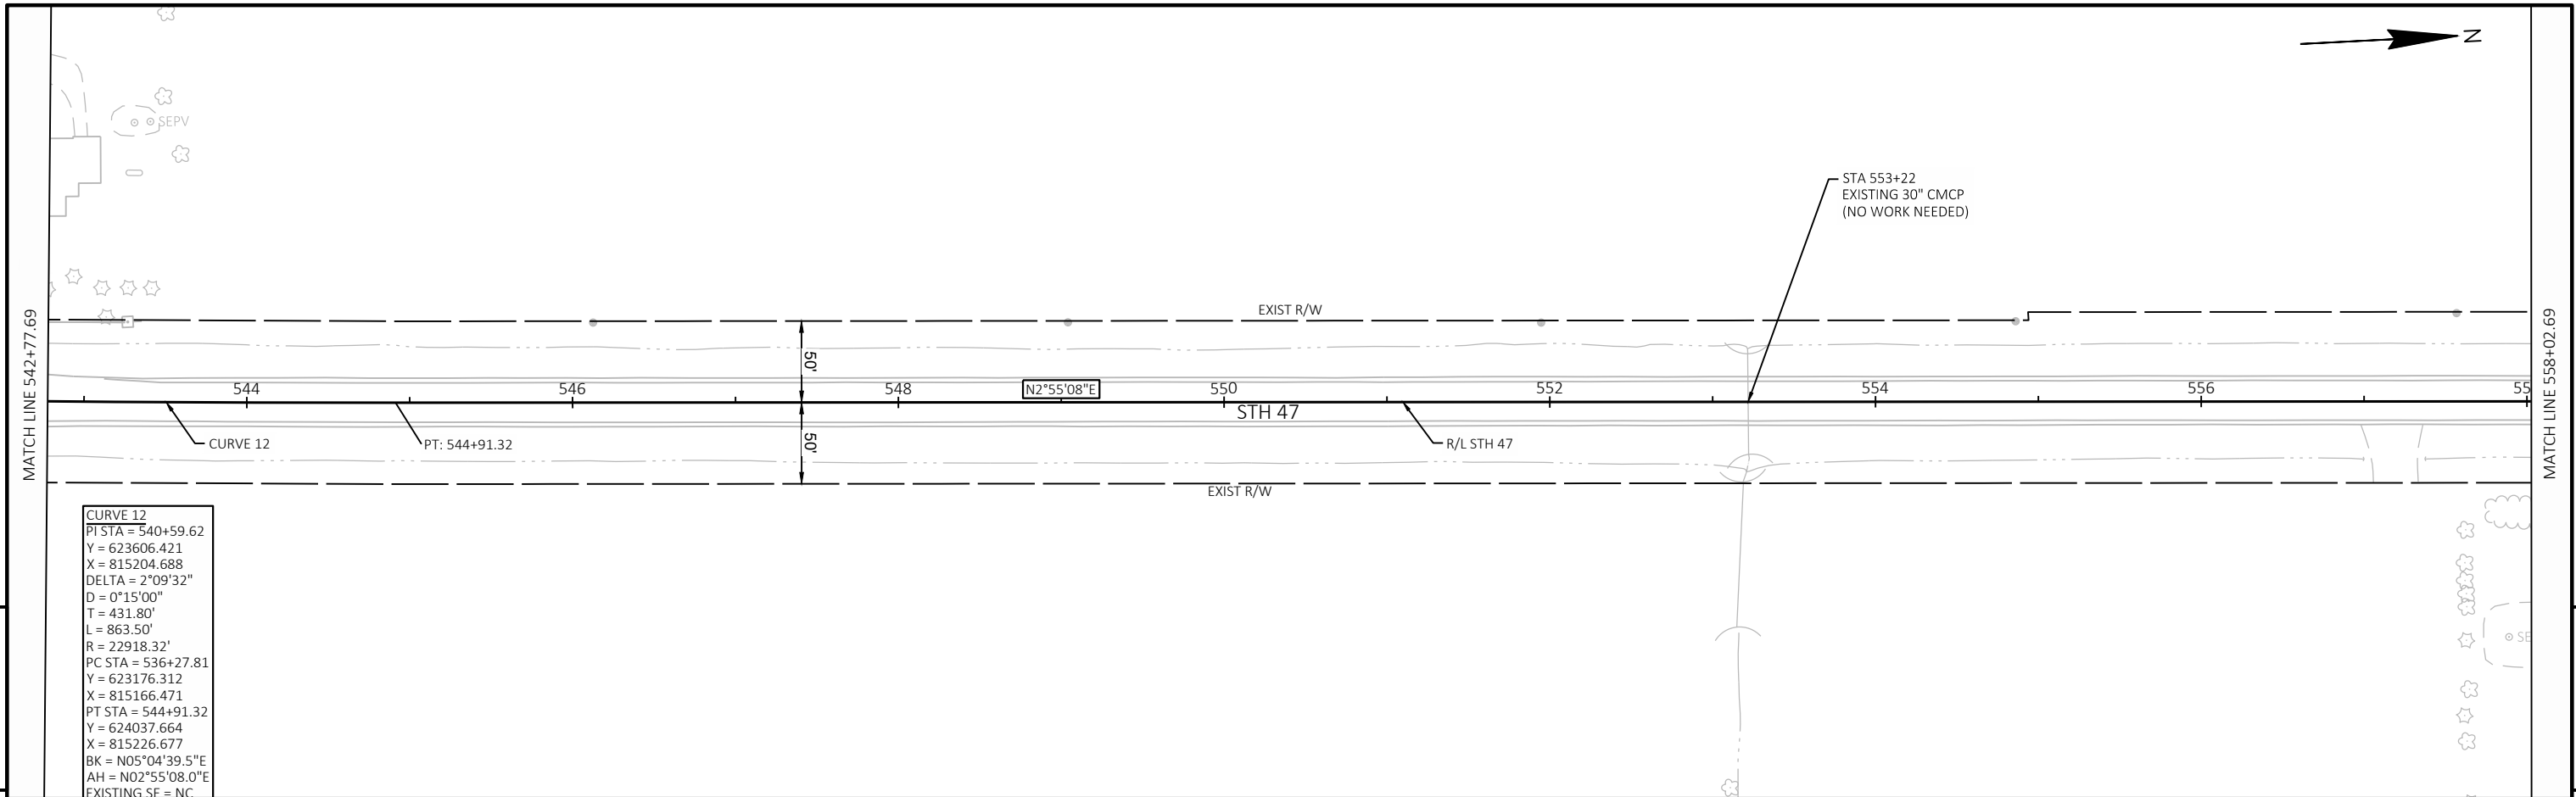 N
SEPV
STA 553+22
EXISTING 30" CMCP
(NO WORK NEEDED)
MATCH LINE 542+77.69
MATCH LINE 558+02.69
EXIST R/W
50'
544
546
548
N2°55'08"E
550
552
554
556
55
STH 47
50'
CURVE 12
PT: 544+91.32
R/L STH 47
EXIST R/W
CURVE 12
PI STA = 540+59.62
Y = 623606.421
X = 815204.688
DELTA = 2°09'32"
D = 0°15'00"
T = 431.80'
L = 863.50'
R = 22918.32'
PC STA = 536+27.81
Y = 623176.312
X = 815166.471
PT STA = 544+91.32
Y = 624037.664
X = 815226.677
BK = N05°04'39.5"E
AH = N02°55'08.0"E
EXISTING SE = NC
SE